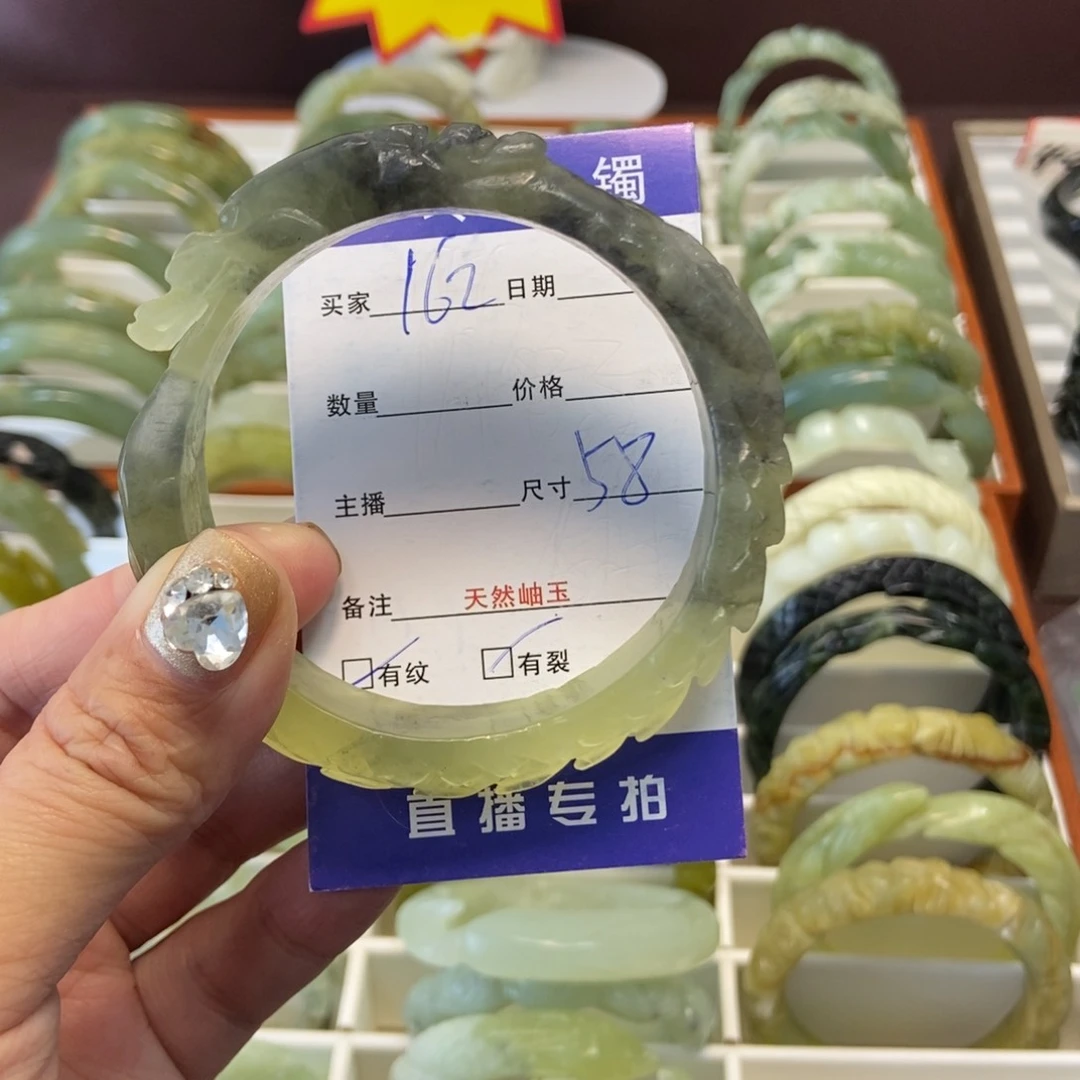 镯
买家 162 日期
数量 价格
主播 尺寸 58
备注 天然岫玉
□有纹 □有裂
直播专拍